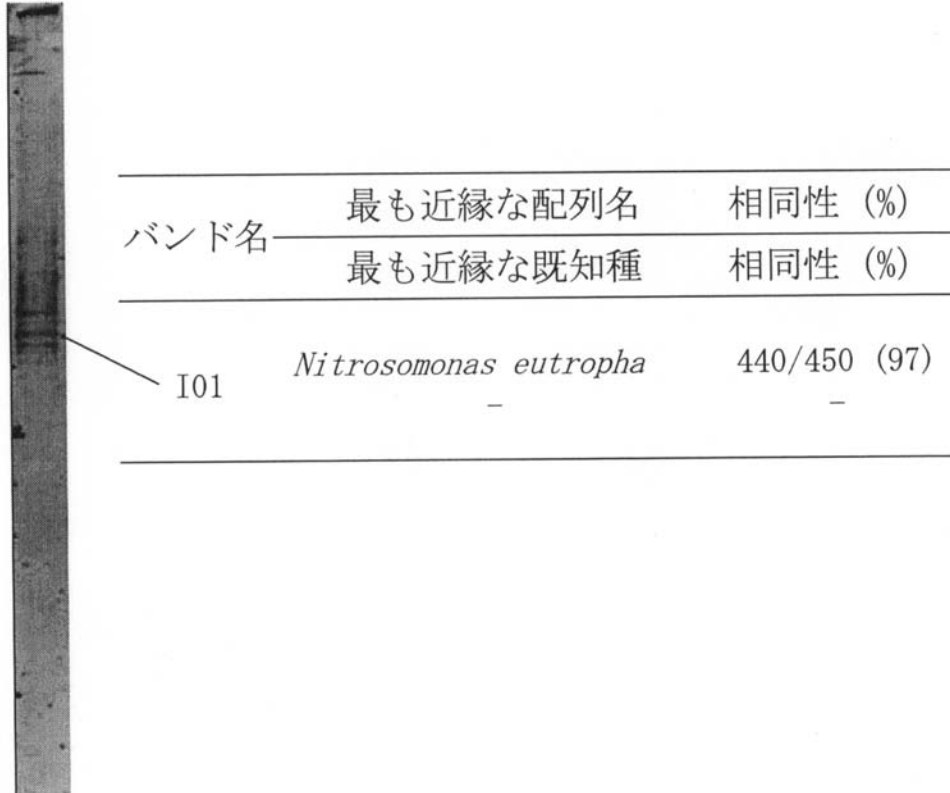 最も近縁な配列名 相同性 (%)
バンド名
最も近縁な既知種 相同性 (%)
I01 Nitrosomonas eutropha 440/450 (97)
– –